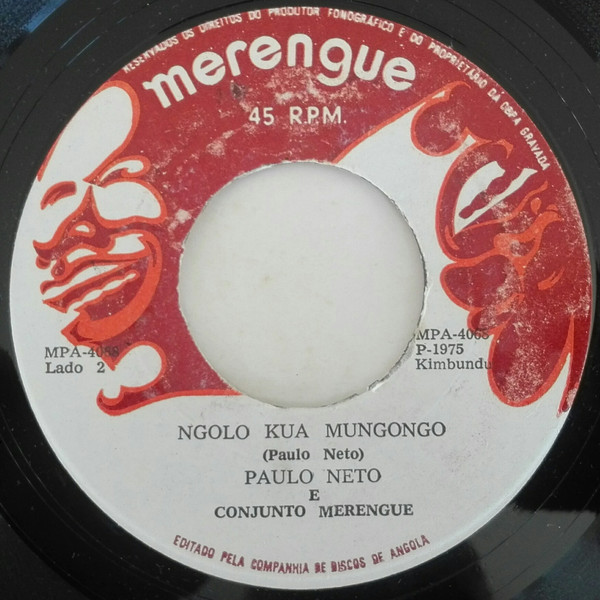 RESERVADOS OS DIREITOS DO PRODUTOR FONOGRÁFICO E DO PROPRIETÁRIO DA OBRA GRAVADA
merengue
45 R.P.M.
Lado 2
P-1975
Kimbundu
NGOLO KUA MUNGONGO
(Paulo Neto)
PAULO NETO
E
CONJUNTO MERENGUE
EDITADO PELA COMPANHIA DE DISCOS DE ANGOLA